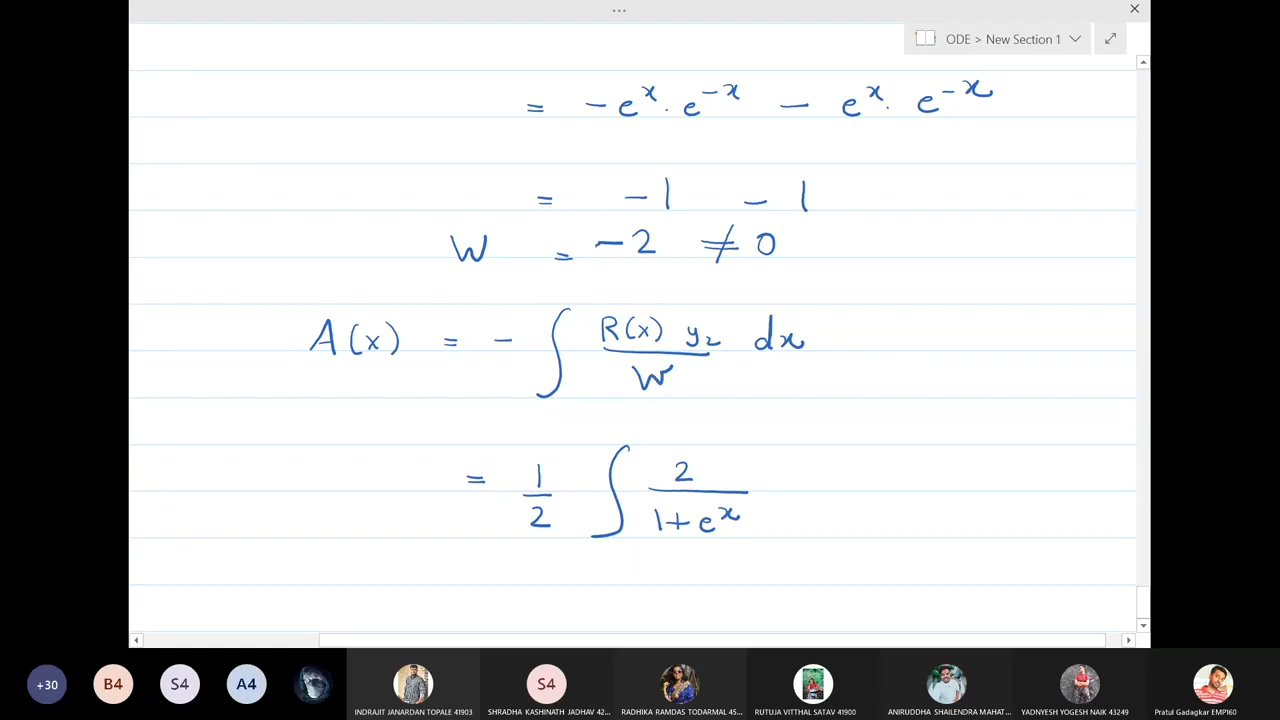 ODE > New Section 1
= -e^x · e^-x - e^x · e^-x
= -1 - 1
W = -2 ≠ 0
A(x) = - ∫ R(x) y₂ / W dx
= 1/2 ∫ 2 / 1+e^x
+30 B4 S4 A4 S4
INDRAJIT JANARDAN TOPALE 41903 SHRADHA KASHINATH JADHAV 42... RADHIKA RAMDAS TODARMAL 45... RUTUJA VITTHAL SATAV 41900 ANIRUDDHA SHAILENDRA MAHAT... YADNYESH YOGESH NAIK 43249 Pratul Gadagkar EMP160